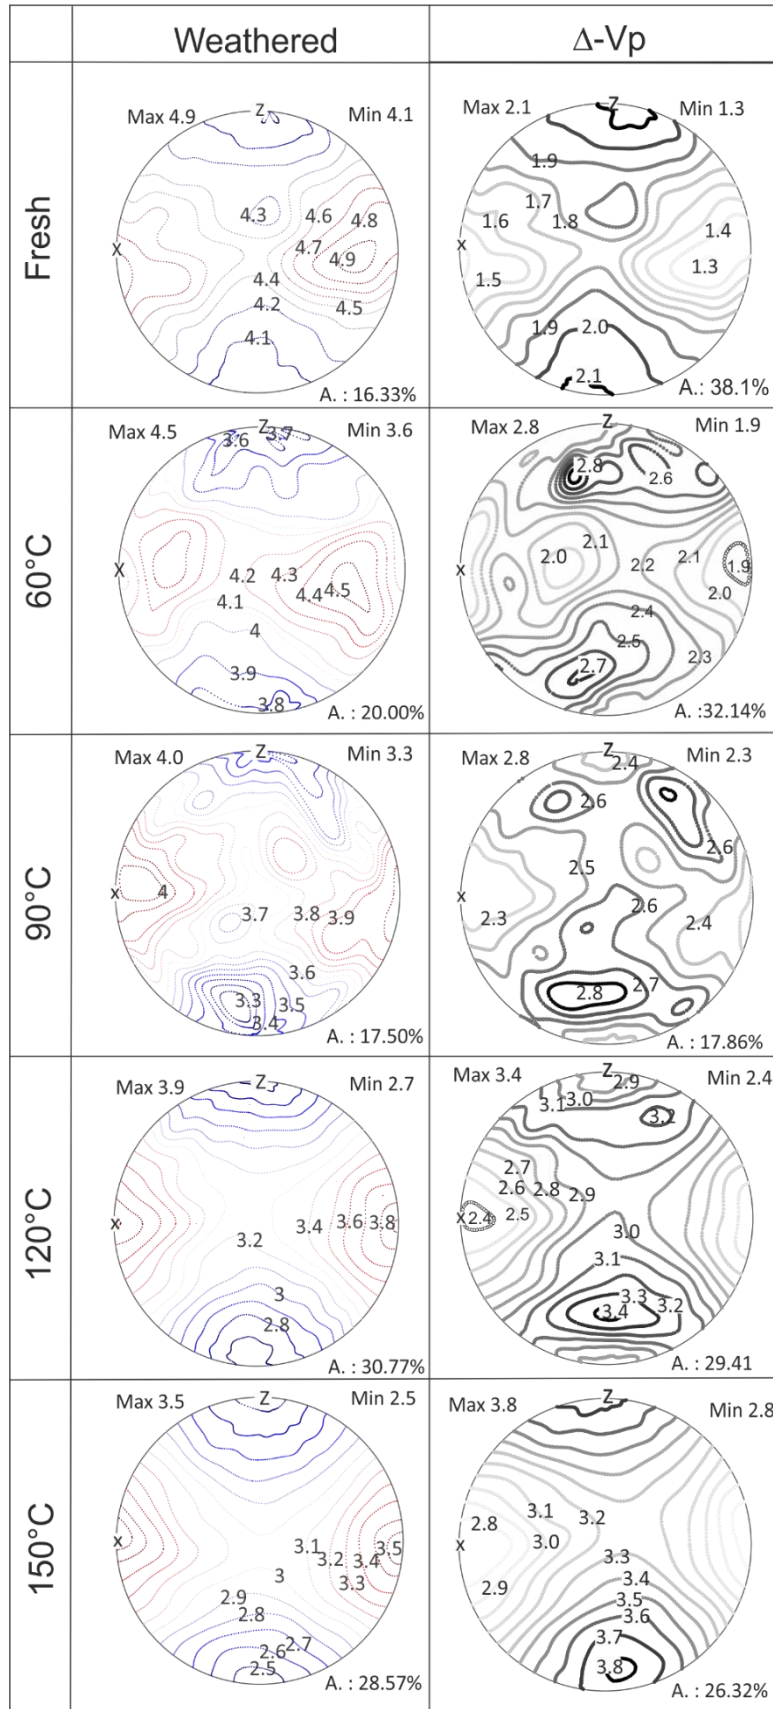 Weathered Δ-Vp
Fresh
Max 4.9 Z Min 4.1
4.3 4.6 4.8
X 4.7 4.9
4.4
4.2 4.5
4.1
A. : 16.33%
Max 2.1 Z Min 1.3
1.9
1.7
1.6 1.8 1.4
X
1.5 1.3
1.9 2.0
2.1
A.: 38.1%
60°C
Max 4.5 Z Min 3.6
3.6 3.7
X 4.2 4.3
4.1 4.4 4.5
4
3.9
3.8
A. : 20.00%
Max 2.8 Z Min 1.9
2.8 2.6
2.1
X 2.0 2.2 2.1 1.9
2.0
2.4
2.5 2.3
2.7
A. :32.14%
90°C
Max 4.0 Z Min 3.3
X 4
3.7 3.8 3.9
3.6
3.3 3.5
3.4
A. : 17.50%
Max 2.8 Z Min 2.3
2.4
2.6
2.6
2.5
X
2.6
2.3 2.4
2.7
2.8
A. : 17.86%
120°C
Max 3.9 Z Min 2.7
X 3.6 3.8
3.2 3.4
3
2.8
A. : 30.77%
Max 3.4 Z Min 2.4
2.9
3.1 3.0
3.2
2.7
2.6 2.8 2.9
X 2.4 2.5
3.0
3.1
3.3 3.2
3.4
A. : 29.41
150°C
Max 3.5 Z Min 2.5
X 3.1 3.5
3.2 3.4
3 3.3
2.9
2.8
2.6 2.7
2.5
A. : 28.57%
Max 3.8 Z Min 2.8
3.1 3.2
2.8
X 3.0
3.3
2.9 3.4
3.5
3.6
3.7
3.8
A. : 26.32%